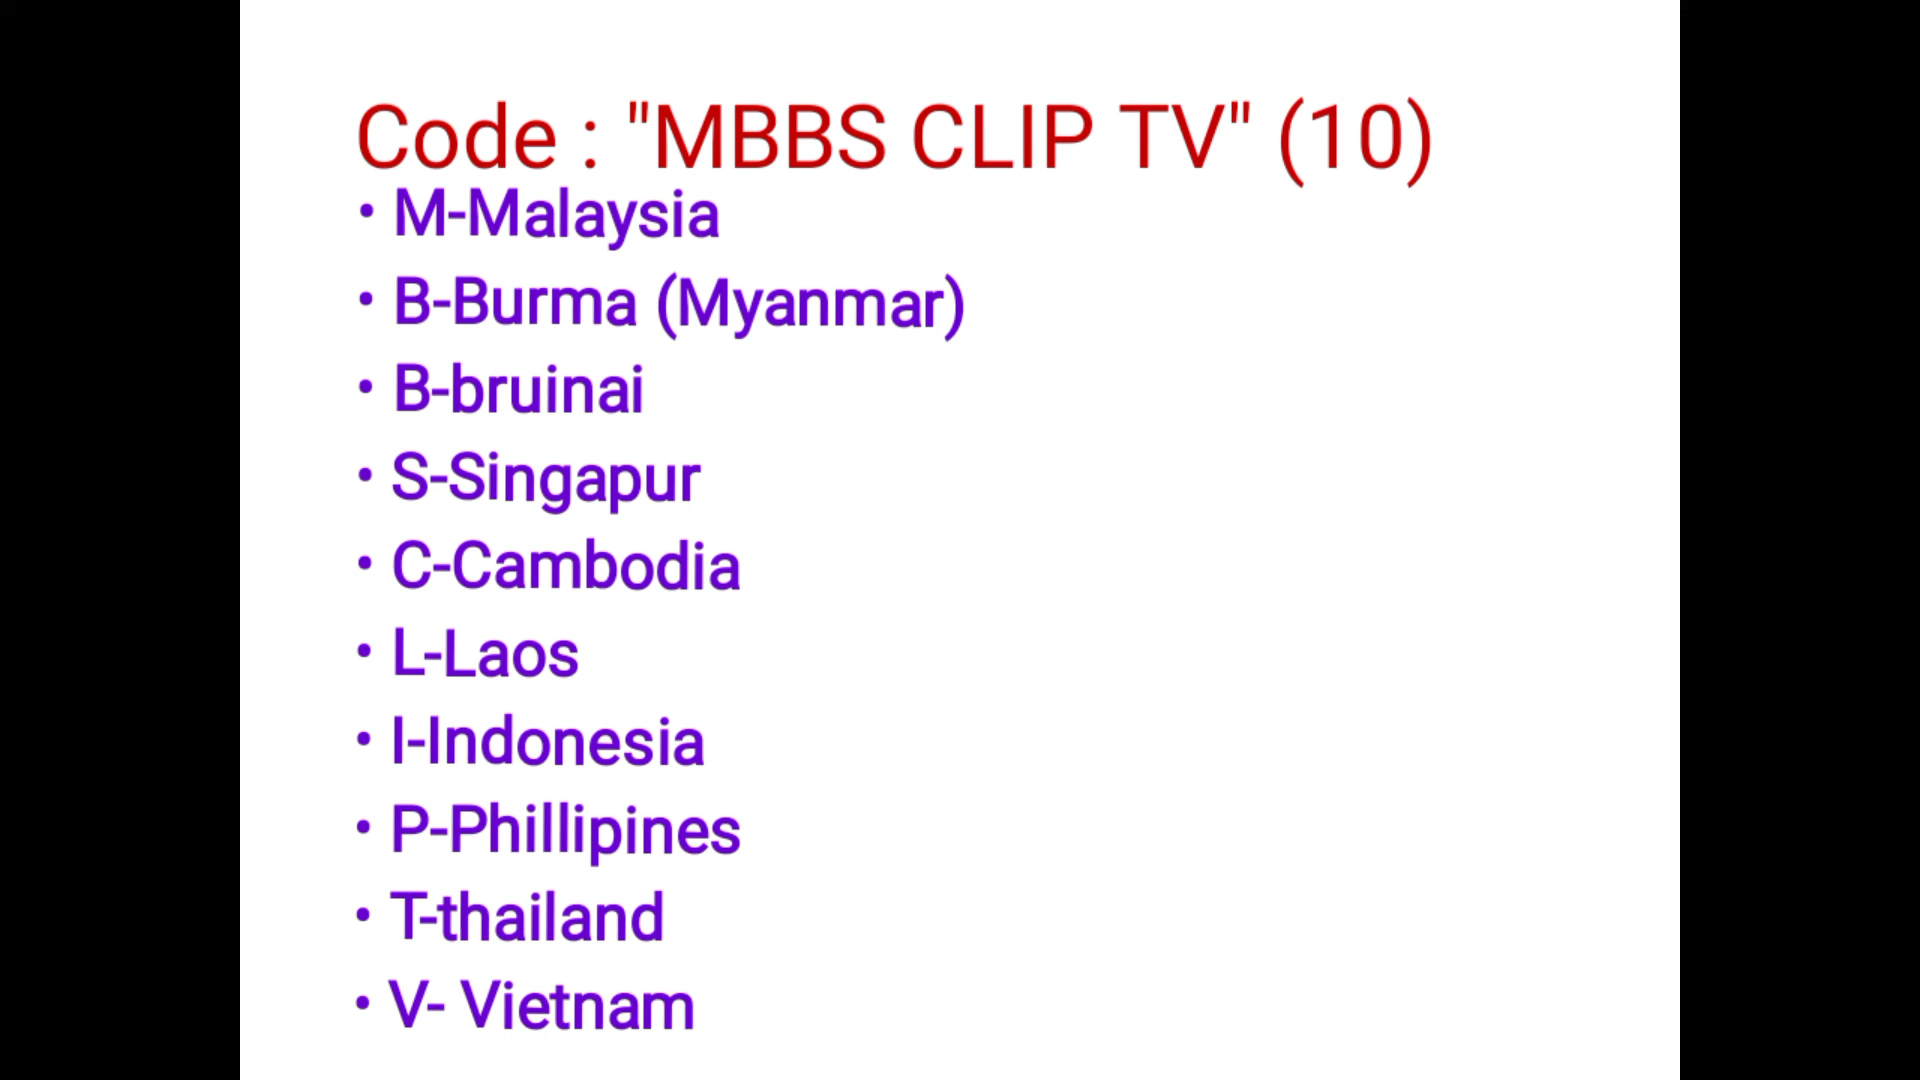 Code : "MBBS CLIP TV" (10)
• M-Malaysia
• B-Burma (Myanmar)
• B-bruinai
• S-Singapur
• C-Cambodia
• L-Laos
• I-Indonesia
• P-Phillipines
• T-thailand
• V- Vietnam